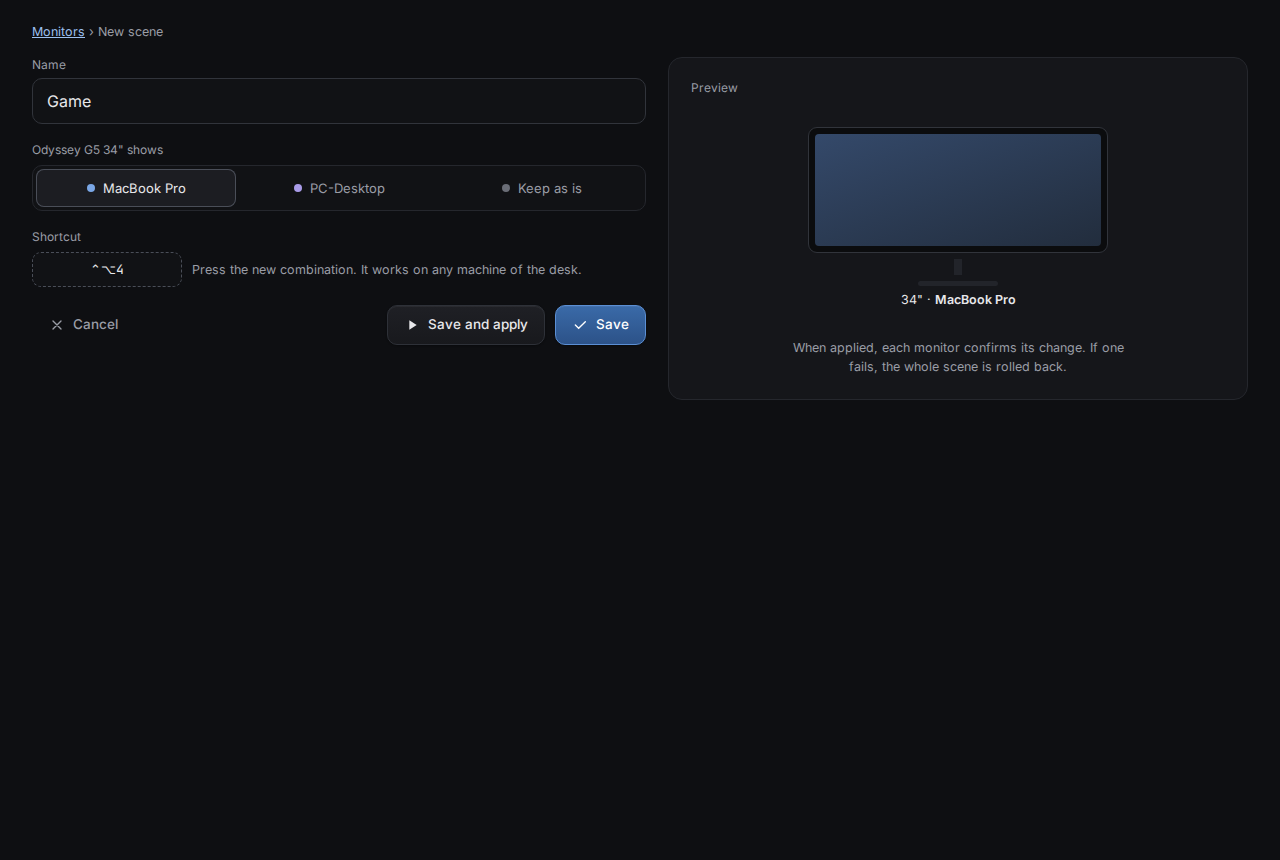 Monitors › New scene
Name
Game
Odyssey G5 34" shows
MacBook Pro
PC-Desktop
Keep as is
Shortcut
⌃⌥4
Press the new combination. It works on any machine of the desk.
Cancel
Save and apply
Save
Preview
34" · MacBook Pro
When applied, each monitor confirms its change. If one
fails, the whole scene is rolled back.